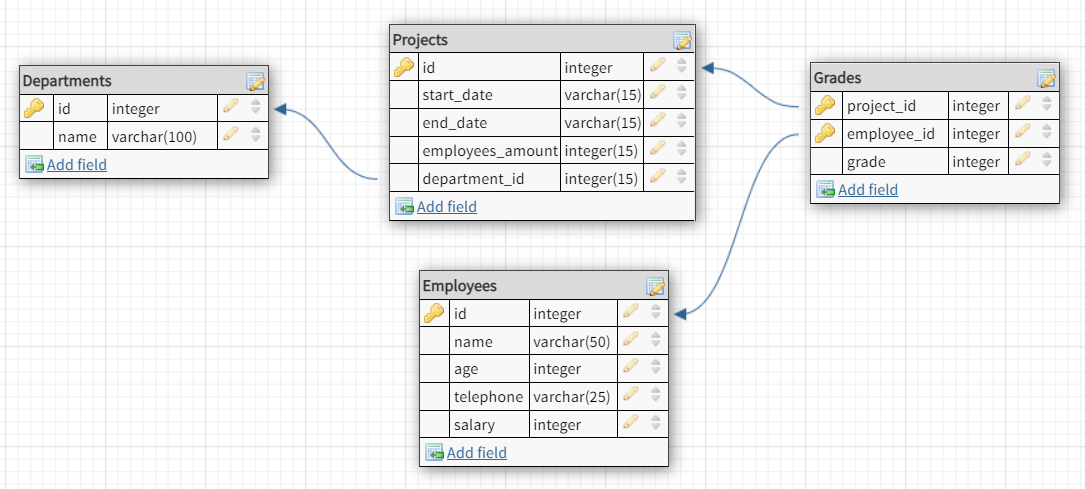 Departments
id integer
name varchar(100)
Add field
Projects
id integer
start_date varchar(15)
end_date varchar(15)
employees_amount integer(15)
department_id integer(15)
Add field
Grades
project_id integer
employee_id integer
grade integer
Add field
Employees
id integer
name varchar(50)
age integer
telephone varchar(25)
salary integer
Add field